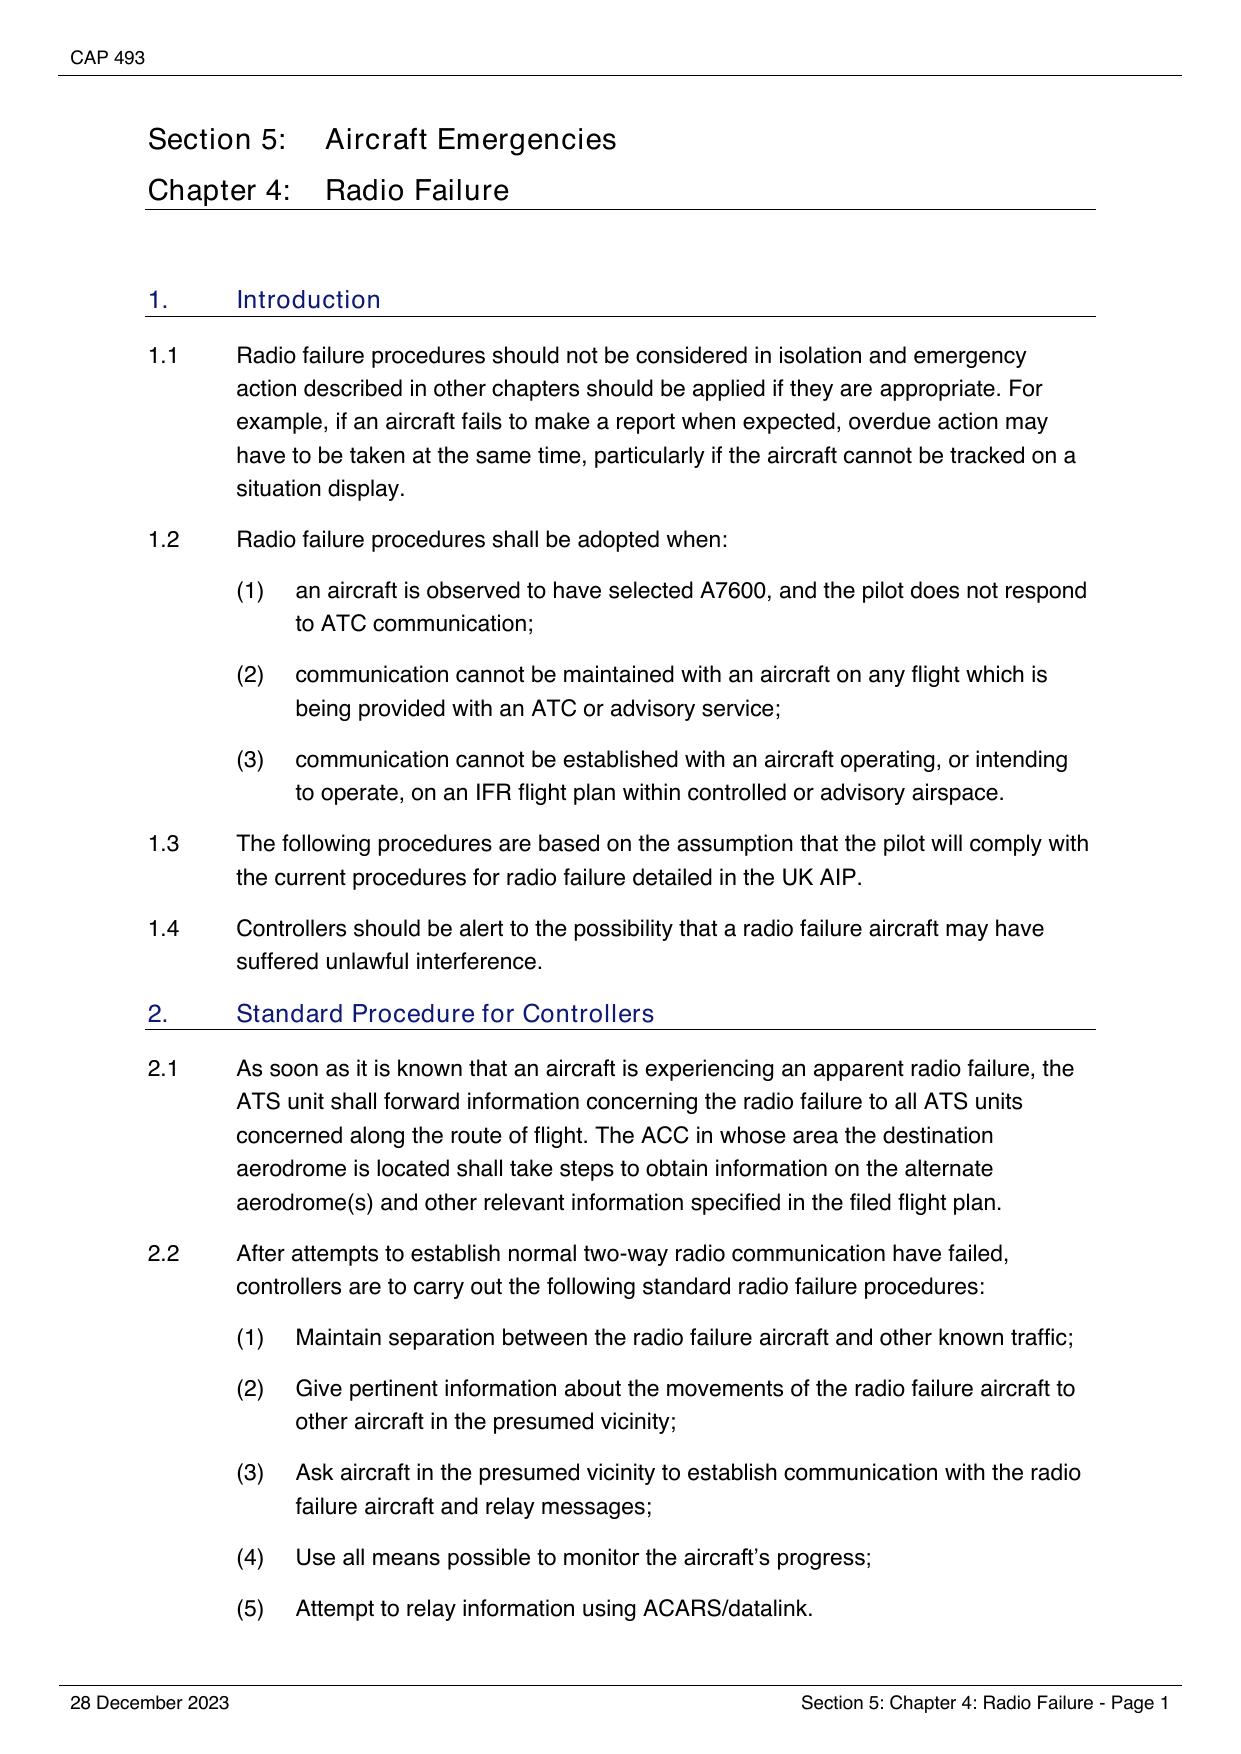 CAP 493
Section 5: Aircraft Emergencies
Chapter 4: Radio Failure
1. Introduction
1.1 Radio failure procedures should not be considered in isolation and emergency
action described in other chapters should be applied if they are appropriate. For
example, if an aircraft fails to make a report when expected, overdue action may
have to be taken at the same time, particularly if the aircraft cannot be tracked on a
situation display.
1.2 Radio failure procedures shall be adopted when:
(1) an aircraft is observed to have selected A7600, and the pilot does not respond
to ATC communication;
(2) communication cannot be maintained with an aircraft on any flight which is
being provided with an ATC or advisory service;
(3) communication cannot be established with an aircraft operating, or intending
to operate, on an IFR flight plan within controlled or advisory airspace.
1.3 The following procedures are based on the assumption that the pilot will comply with
the current procedures for radio failure detailed in the UK AIP.
1.4 Controllers should be alert to the possibility that a radio failure aircraft may have
suffered unlawful interference.
2. Standard Procedure for Controllers
2.1 As soon as it is known that an aircraft is experiencing an apparent radio failure, the
ATS unit shall forward information concerning the radio failure to all ATS units
concerned along the route of flight. The ACC in whose area the destination
aerodrome is located shall take steps to obtain information on the alternate
aerodrome(s) and other relevant information specified in the filed flight plan.
2.2 After attempts to establish normal two-way radio communication have failed,
controllers are to carry out the following standard radio failure procedures:
(1) Maintain separation between the radio failure aircraft and other known traffic;
(2) Give pertinent information about the movements of the radio failure aircraft to
other aircraft in the presumed vicinity;
(3) Ask aircraft in the presumed vicinity to establish communication with the radio
failure aircraft and relay messages;
(4) Use all means possible to monitor the aircraft’s progress;
(5) Attempt to relay information using ACARS/datalink.
28 December 2023 Section 5: Chapter 4: Radio Failure - Page 1